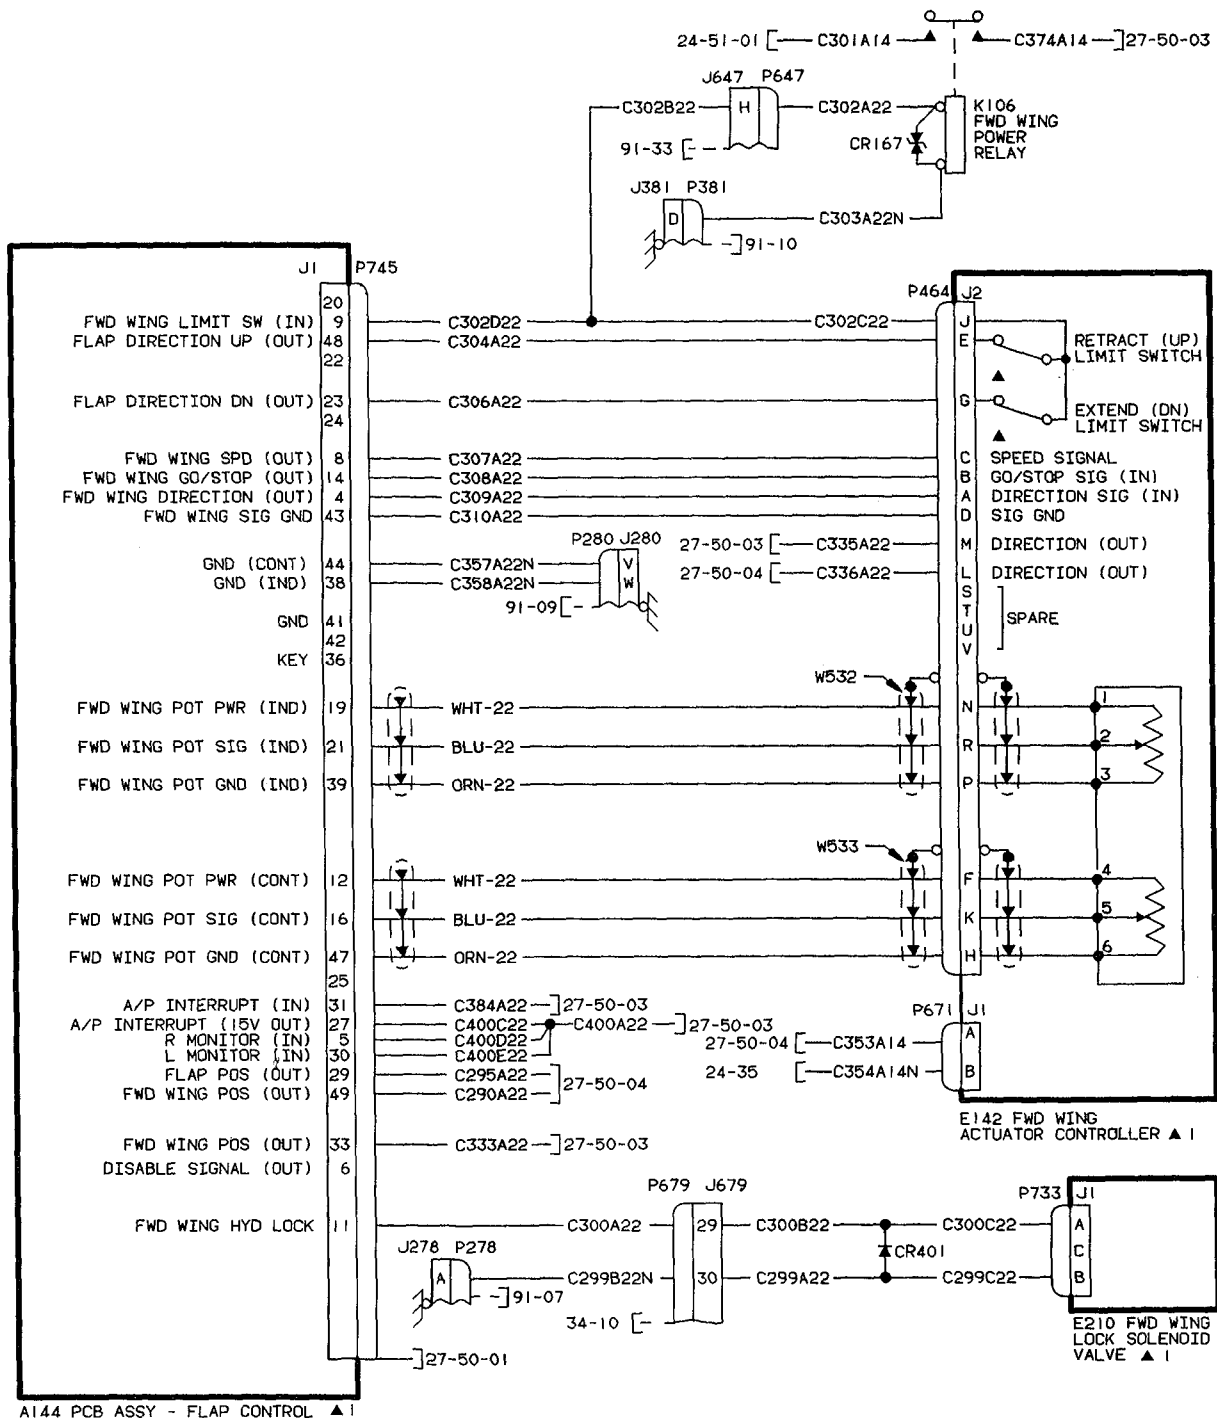 24-51-01 C301A14 C374A14 27-50-03
J647 P647
C302B22 H C302A22 K106
FWD WING
POWER
RELAY
91-33 CR167
J381 P381
D C303A22N
91-10
J1 P745
P464 J2
20
FWD WING LIMIT SW (IN) 9 C302D22 C302C22 J
FLAP DIRECTION UP (OUT) 48 C304A22 E RETRACT (UP)
LIMIT SWITCH
22
FLAP DIRECTION DN (OUT) 23 C306A22 G EXTEND (DN)
LIMIT SWITCH
24
FWD WING SPD (OUT) 8 C307A22 C SPEED SIGNAL
FWD WING GO/STOP (OUT) 14 C308A22 B GO/STOP SIG (IN)
FWD WING DIRECTION (OUT) 4 C309A22 A DIRECTION SIG (IN)
FWD WING SIG GND 43 C310A22 D SIG GND
P280 J280 27-50-03 C335A22 M DIRECTION (OUT)
GND (CONT) 44 C357A22N V
GND (IND) 38 C358A22N W 27-50-04 C336A22 L DIRECTION (OUT)
91-09
S
T
U
V
SPARE
GND 41
42
KEY 36
W532
FWD WING POT PWR (IND) 19 WHT-22 N 1
FWD WING POT SIG (IND) 21 BLU-22 R 2
FWD WING POT GND (IND) 39 ORN-22 P 3
W533
FWD WING POT PWR (CONT) 12 WHT-22 F 4
FWD WING POT SIG (CONT) 16 BLU-22 K 5
FWD WING POT GND (CONT) 47 ORN-22 H 6
25
A/P INTERRUPT (IN) 31 C384A22 27-50-03
P671 J1
A/P INTERRUPT (15V OUT) 27 C400C22 C400A22 27-50-03
R MONITOR (IN) 5 C400D22
27-50-04 C353A14 A
L MONITOR (IN) 30 C400E22
FLAP POS (OUT) 29 C295A22 27-50-04
24-35 C354A14N B
FWD WING POS (OUT) 49 C290A22
E142 FWD WING
ACTUATOR CONTROLLER ▲ 1
FWD WING POS (OUT) 33 C333A22 27-50-03
DISABLE SIGNAL (OUT) 6
P679 J679 P733 J1
FWD WING HYD LOCK 11 C300A22 29 C300B22 C300C22 A
J278 P278 CR401 C
A C299B22N 30 C299A22 C299C22 B
91-07
34-10
E210 FWD WING
LOCK SOLENOID
VALVE ▲ 1
27-50-01
A144 PCB ASSY - FLAP CONTROL ▲ 1